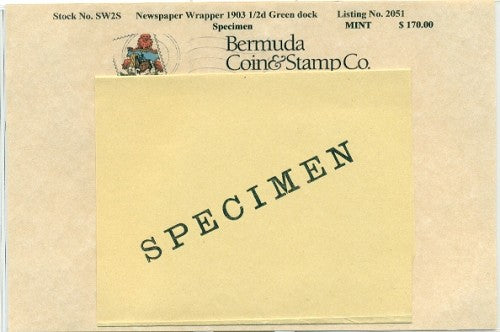 Stock No. SW2S Newspaper Wrapper 1903 1/2d Green dock Listing No. 2051
Specimen MINT $ 170.00
Bermuda
Coin&Stamp Co.
SPECIMEN